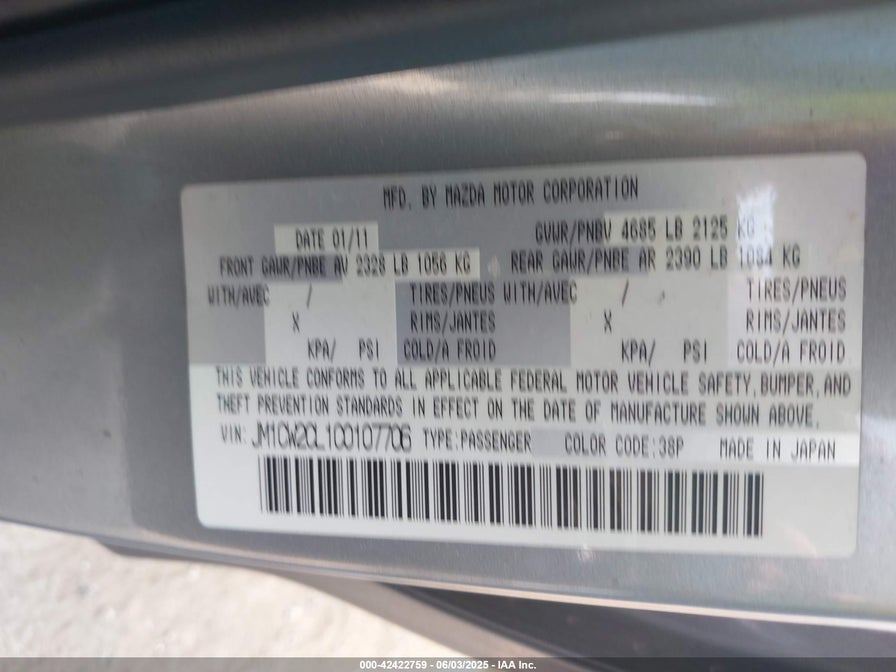 MFD. BY MAZDA MOTOR CORPORATION
DATE 01/11 GVWR/PNBV 4685 LB 2125 KG
FRONT GAWR/PNBE AV 2328 LB 1056 KG REAR GAWR/PNBE AR 2390 LB 1084 KG
WITH/AVEC / TIRES/PNEUS WITH/AVEC / TIRES/PNEUS
X RIMS/JANTES X RIMS/JANTES
KPA/ PSI COLD/A FROID KPA/ PSI COLD/A FROID
THIS VEHICLE CONFORMS TO ALL APPLICABLE FEDERAL MOTOR VEHICLE SAFETY, BUMPER, AND
THEFT PREVENTION STANDARDS IN EFFECT ON THE DATE OF MANUFACTURE SHOWN ABOVE.
VIN: JM1CW2CL1C0107706 TYPE:PASSENGER COLOR CODE:38P MADE IN JAPAN
000-42422759 - 06/03/2025 - IAA Inc.